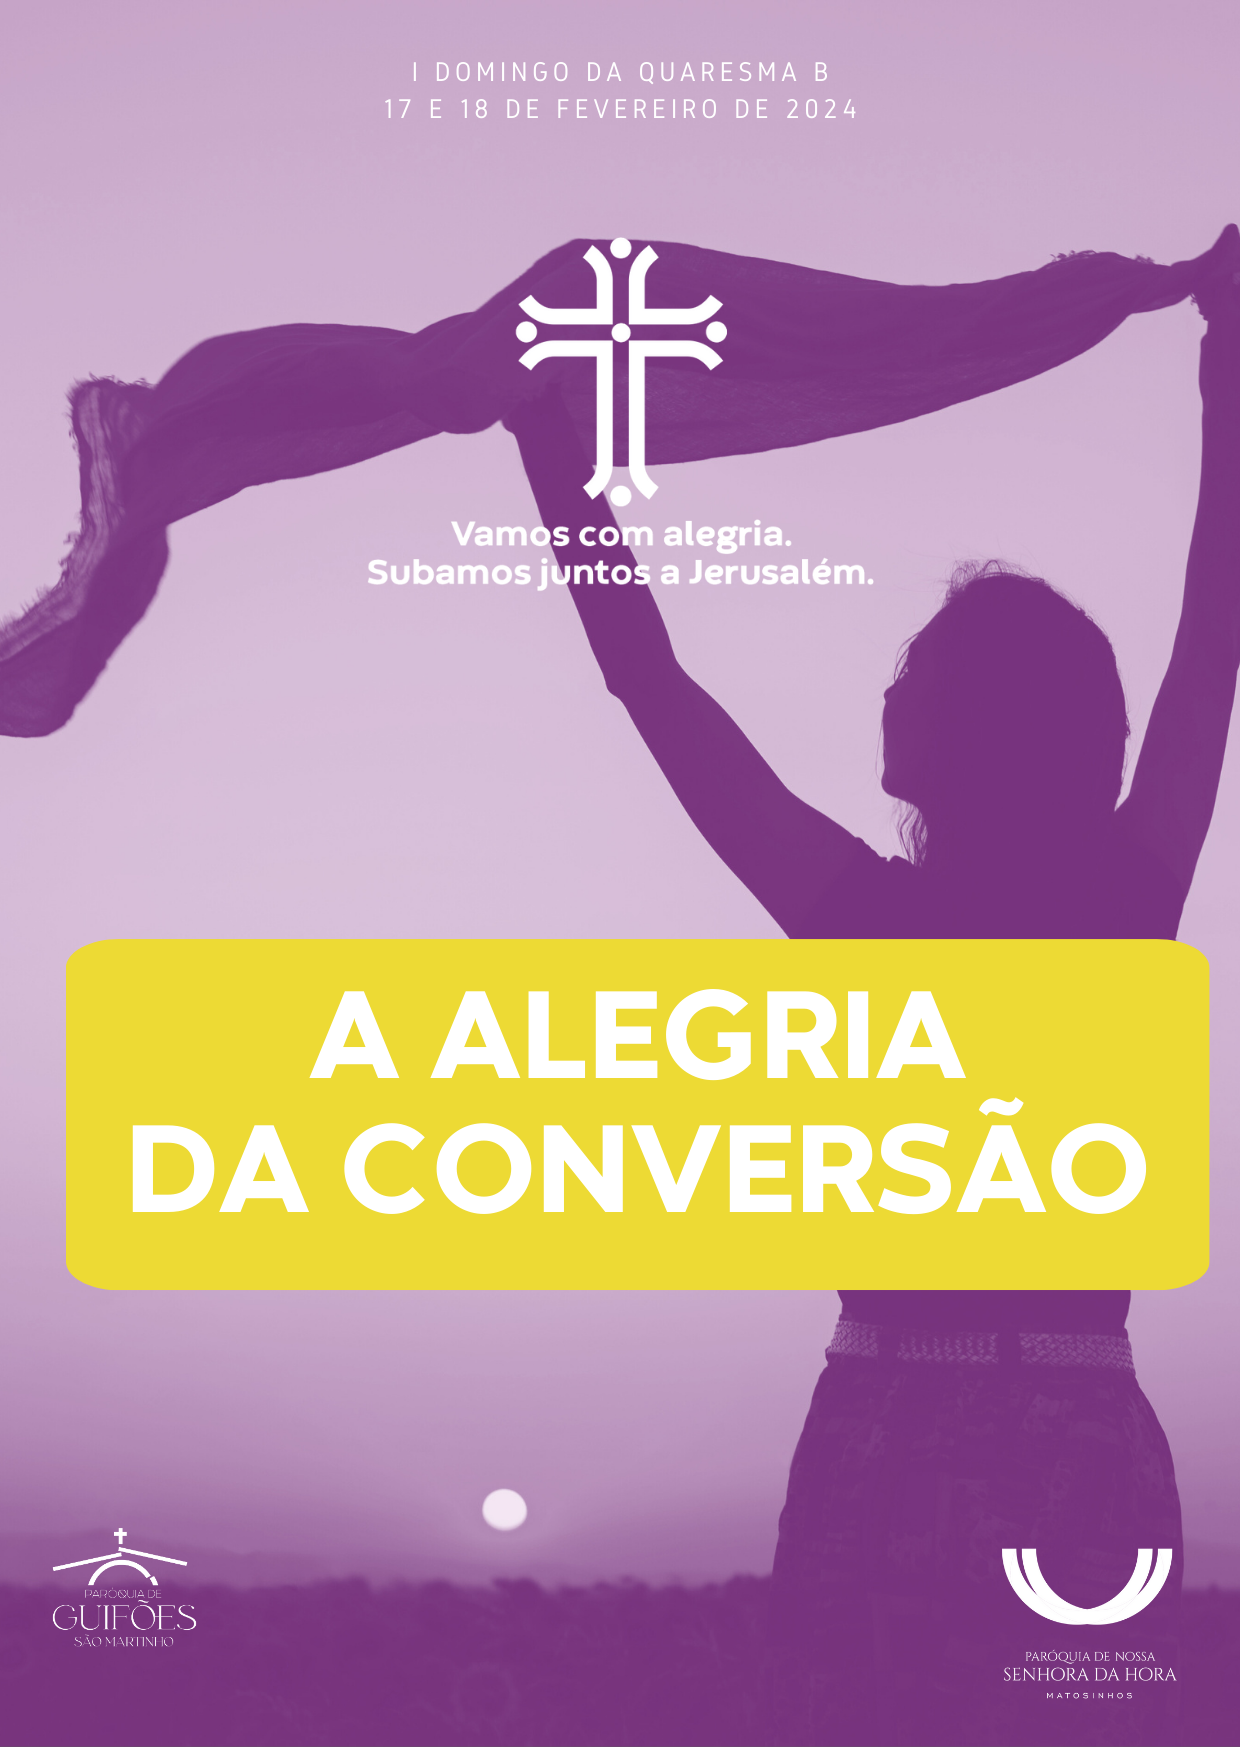 I DOMINGO DA QUARESMA B
17 E 18 DE FEVEREIRO DE 2024
Vamos com alegria.
Subamos juntos a Jerusalém.
A ALEGRIA
DA CONVERSÃO
PARÓQUIA DE
GUIFÕES
SÃO MARTINHO
PARÓQUIA DE NOSSA
SENHORA DA HORA
MATOSINHOS